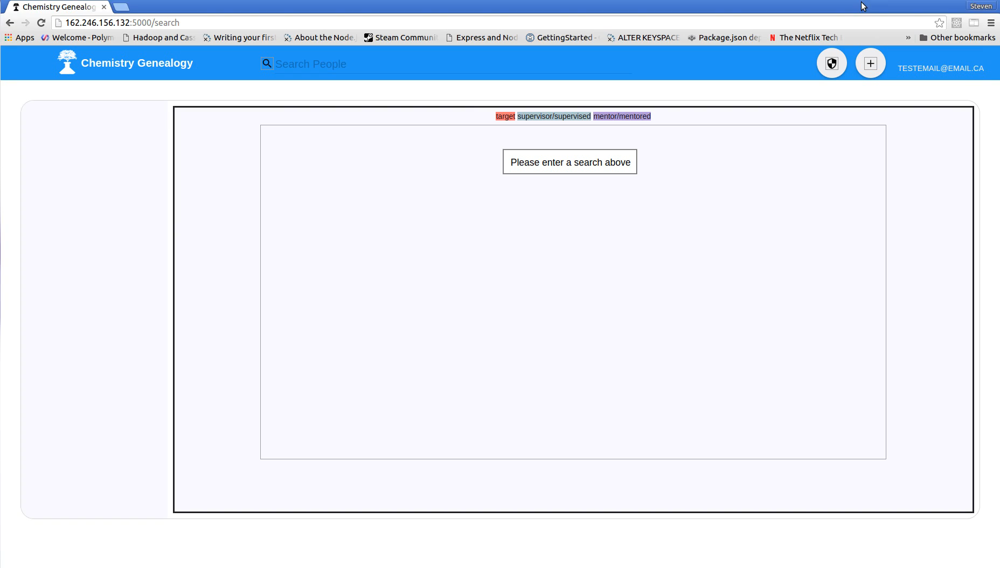 Chemistry Genealog
Steven
162.246.156.132:5000/search
Apps Welcome - Polym Hadoop and Cas Writing your firs About the Node. Steam Communi Express and Nod GettingStarted - ALTER KEYSPACE Package.json dep The Netflix Tech » Other bookmarks
Chemistry Genealogy Search People TESTEMAIL@EMAIL.CA
target supervisor/supervised mentor/mentored
Please enter a search above